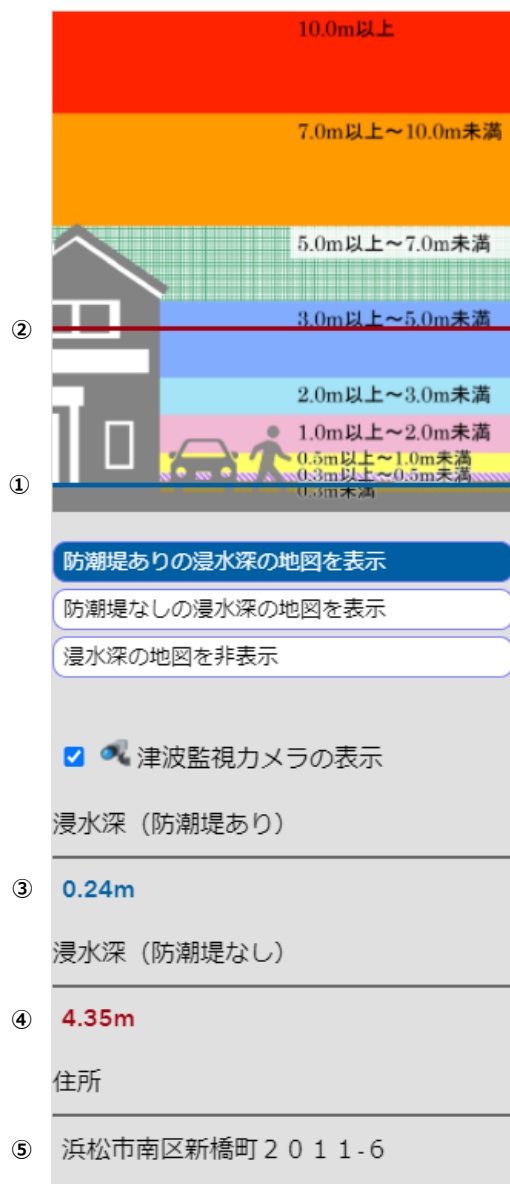 10.0m以上
7.0m以上～10.0m未満
5.0m以上～7.0m未満
② 3.0m以上～5.0m未満
2.0m以上～3.0m未満
1.0m以上～2.0m未満
0.5m以上～1.0m未満
0.3m以上～0.5m未満
①
0.3m未満
防潮堤ありの浸水深の地図を表示
防潮堤なしの浸水深の地図を表示
浸水深の地図を非表示
津波監視カメラの表示
浸水深（防潮堤あり）
③ 0.24m
浸水深（防潮堤なし）
④ 4.35m
住所
⑤ 浜松市南区新橋町２０１１-６